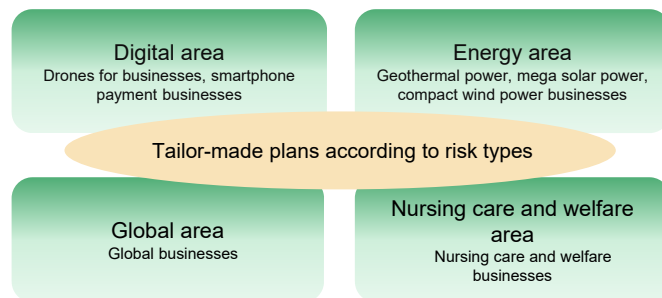 Digital area
Drones for businesses, smartphone
payment businesses
Energy area
Geothermal power, mega solar power,
compact wind power businesses
Tailor-made plans according to risk types
Global area
Global businesses
Nursing care and welfare
area
Nursing care and welfare
businesses